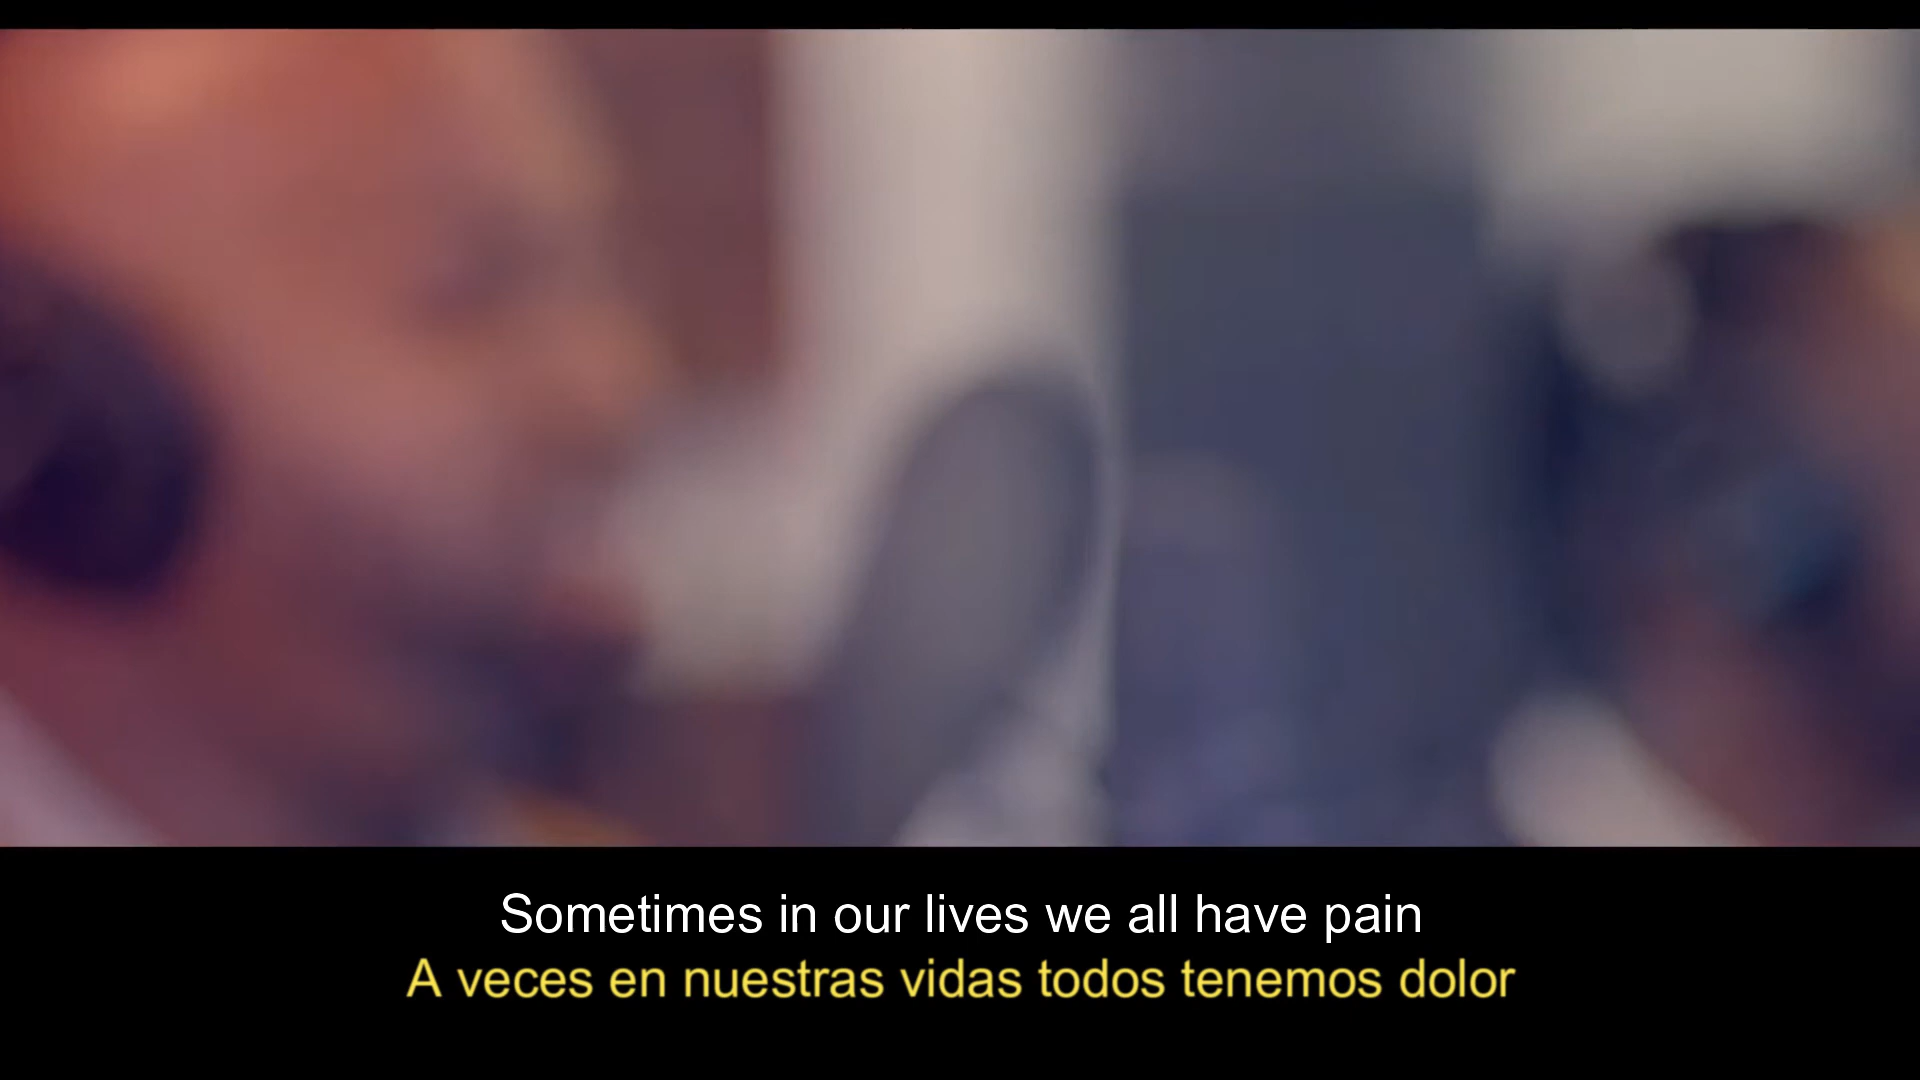 Sometimes in our lives we all have pain
A veces en nuestras vidas todos tenemos dolor